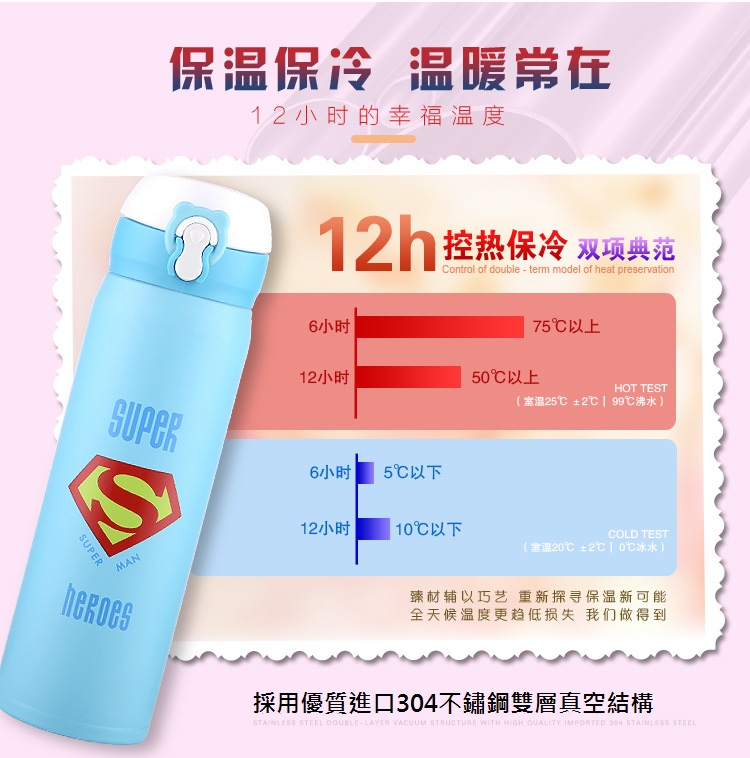 保温保冷 温暖常在
12小时的幸福温度
12h 控热保冷 双项典范
Control of double - term model of heat preservation
6小时 75℃以上
12小时 50℃以上
HOT TEST
( 室温25℃ ±2℃ | 99℃沸水 )
6小时 5℃以下
12小时 10℃以下
COLD TEST
( 室温20℃ ±2℃ | 0℃冰水 )
SUPER
S
SUPER MAN
heroes
臻材辅以巧艺 重新探寻保温新可能
全天候温度更趋低损失 我们做得到
採用優質進口304不鏽鋼雙層真空結構
STAINLESS STEEL DOUBLE-LAYER VACUUM STRUCTURE WITH HIGH QUALITY IMPORTED 304 STAINLESS STEEL